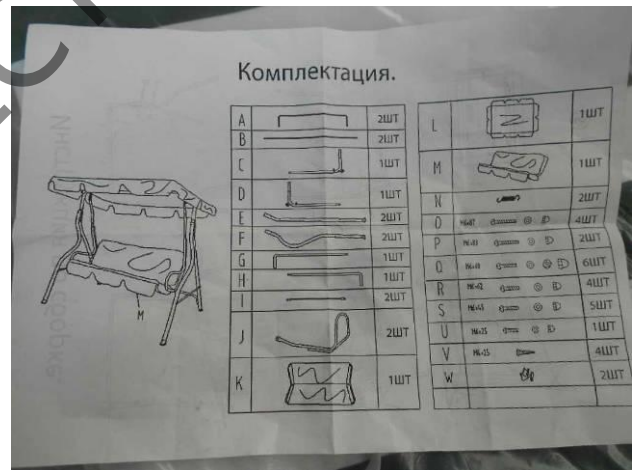 Комплектация.
A 2ШТ
B 2ШТ
C 1ШТ
D 1ШТ
E 2ШТ
F 2ШТ
G 1ШТ
H 1ШТ
I 2ШТ
J 2ШТ
K 1ШТ
M
L 1ШТ
M 1ШТ
N 2ШТ
O 4ШТ
P 2ШТ
Q 6ШТ
R 4ШТ
S 5ШТ
U 1ШТ
V 4ШТ
W 2ШТ